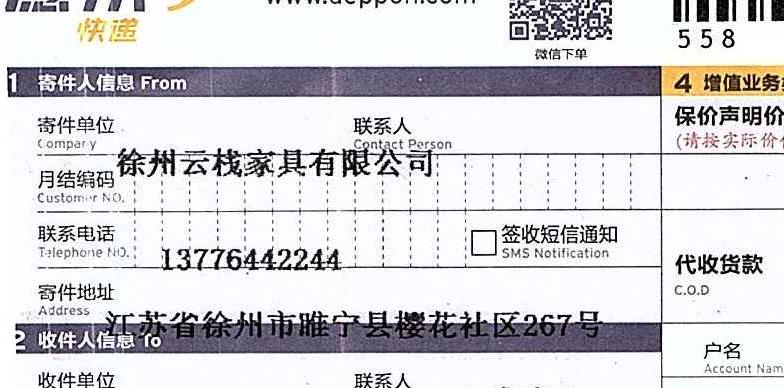 快递
www.deppon.com
微信下单
558
1 寄件人信息 From
4 增值业务
寄件单位
Company
联系人
Contact Person
保价声明价
(请按实际价
徐州云栈家具有限公司
月结编码
Customer NO.
联系电话
Telephone NO.
13776442244
签收短信通知
SMS Notification
代收货款
C.O.D
寄件地址
Address
江苏省徐州市睢宁县樱花社区267号
2 收件人信息 To
户名
Account Nam
收件单位
联系人